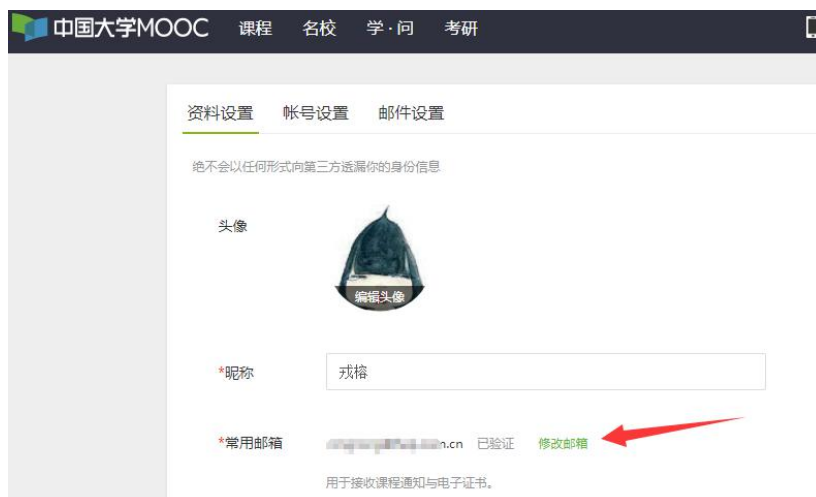 中国大学MOOC 课程 名校 学·问 考研
资料设置 帐号设置 邮件设置
绝不会以任何形式向第三方透漏你的身份信息
头像
编辑头像
*昵称 戎榕
*常用邮箱 n.cn 已验证 修改邮箱
用于接收课程通知与电子证书。